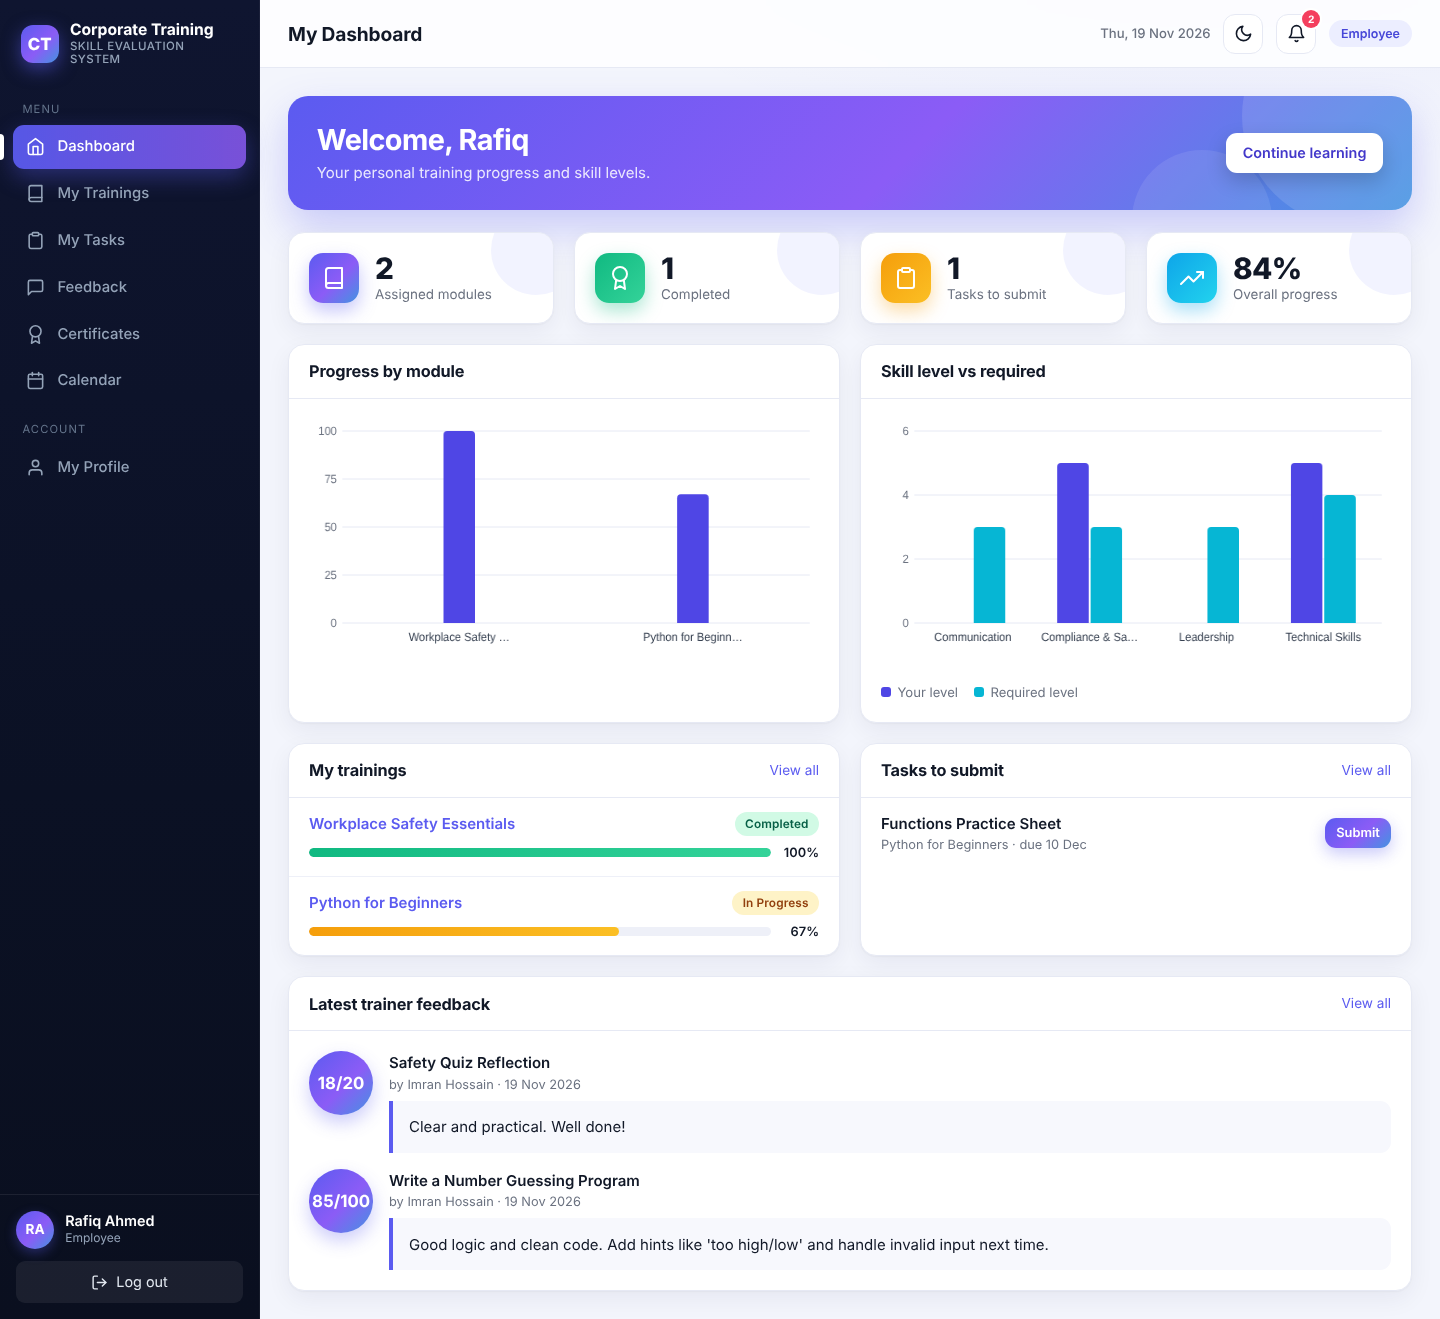 CT
Corporate Training
SKILL EVALUATION
SYSTEM
MENU
Dashboard
My Trainings
My Tasks
Feedback
Certificates
Calendar
ACCOUNT
My Profile
RA
Rafiq Ahmed
Employee
Log out
My Dashboard
Thu, 19 Nov 2026
2
Employee
Welcome, Rafiq
Your personal training progress and skill levels.
Continue learning
2
Assigned modules
1
Completed
1
Tasks to submit
84%
Overall progress
Progress by module
100
75
50
25
0
Workplace Safety ...
Python for Beginn...
Skill level vs required
6
4
2
0
Communication
Compliance & Sa...
Leadership
Technical Skills
Your level
Required level
My trainings
View all
Workplace Safety Essentials
Completed
100%
Python for Beginners
In Progress
67%
Tasks to submit
View all
Functions Practice Sheet
Python for Beginners · due 10 Dec
Submit
Latest trainer feedback
View all
18/20
Safety Quiz Reflection
by Imran Hossain · 19 Nov 2026
Clear and practical. Well done!
85/100
Write a Number Guessing Program
by Imran Hossain · 19 Nov 2026
Good logic and clean code. Add hints like 'too high/low' and handle invalid input next time.